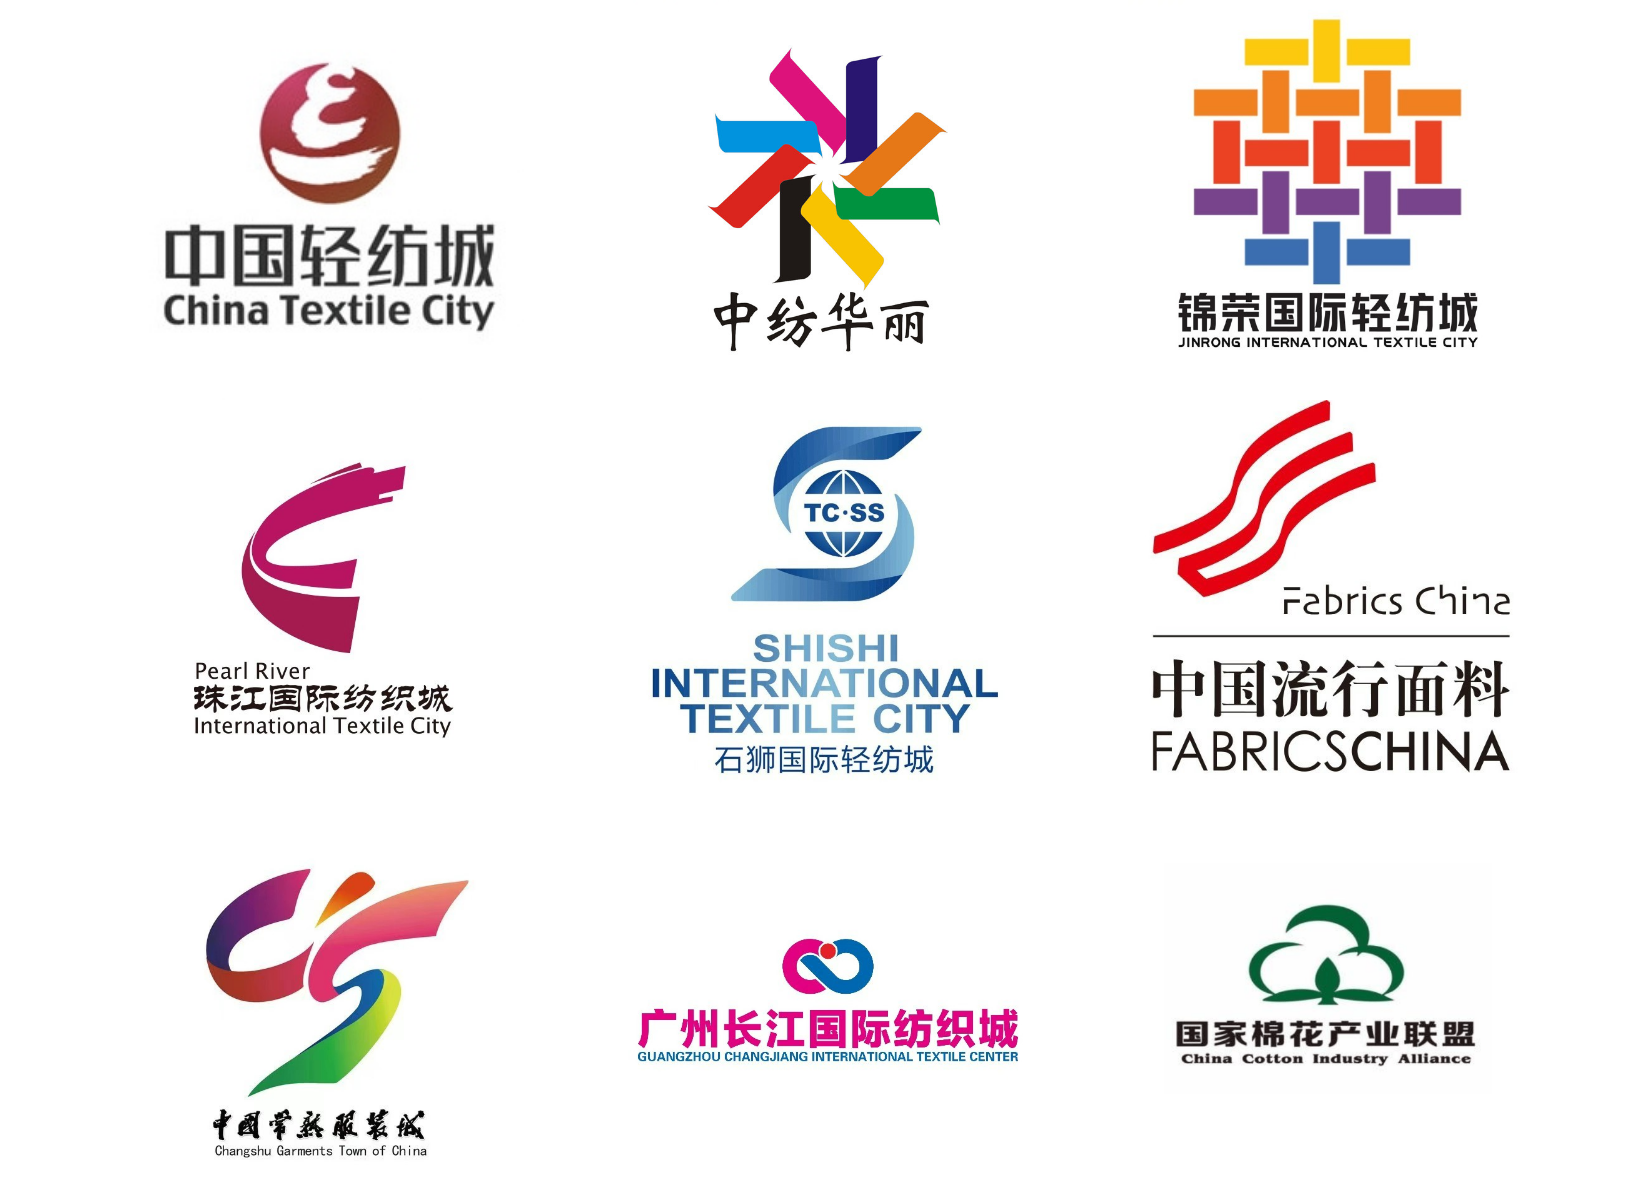 中国轻纺城
China Textile City
中纺华丽
锦荣国际轻纺城
JINRONG INTERNATIONAL TEXTILE CITY
Pearl River
珠江国际纺织城
International Textile City
TC·SS
SHISHI
INTERNATIONAL
TEXTILE CITY
石狮国际轻纺城
Fabrics China
中国流行面料
FABRICSCHINA
中國常熟服装城
Changshu Garments Town of China
广州长江国际纺织城
GUANGZHOU CHANGJIANG INTERNATIONAL TEXTILE CENTER
国家棉花产业联盟
China Cotton Industry Alliance